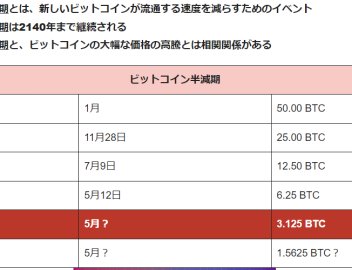 期とは、新しいビットコインが流通する速度を減らすためのイベント
期は2140年まで継続される
期と、ビットコインの大幅な価格の高騰とは相関関係がある
ビットコイン半減期
1月 50.00 BTC
11月28日 25.00 BTC
7月9日 12.50 BTC
5月12日 6.25 BTC
5月？ 3.125 BTC
5月？ 1.5625 BTC？